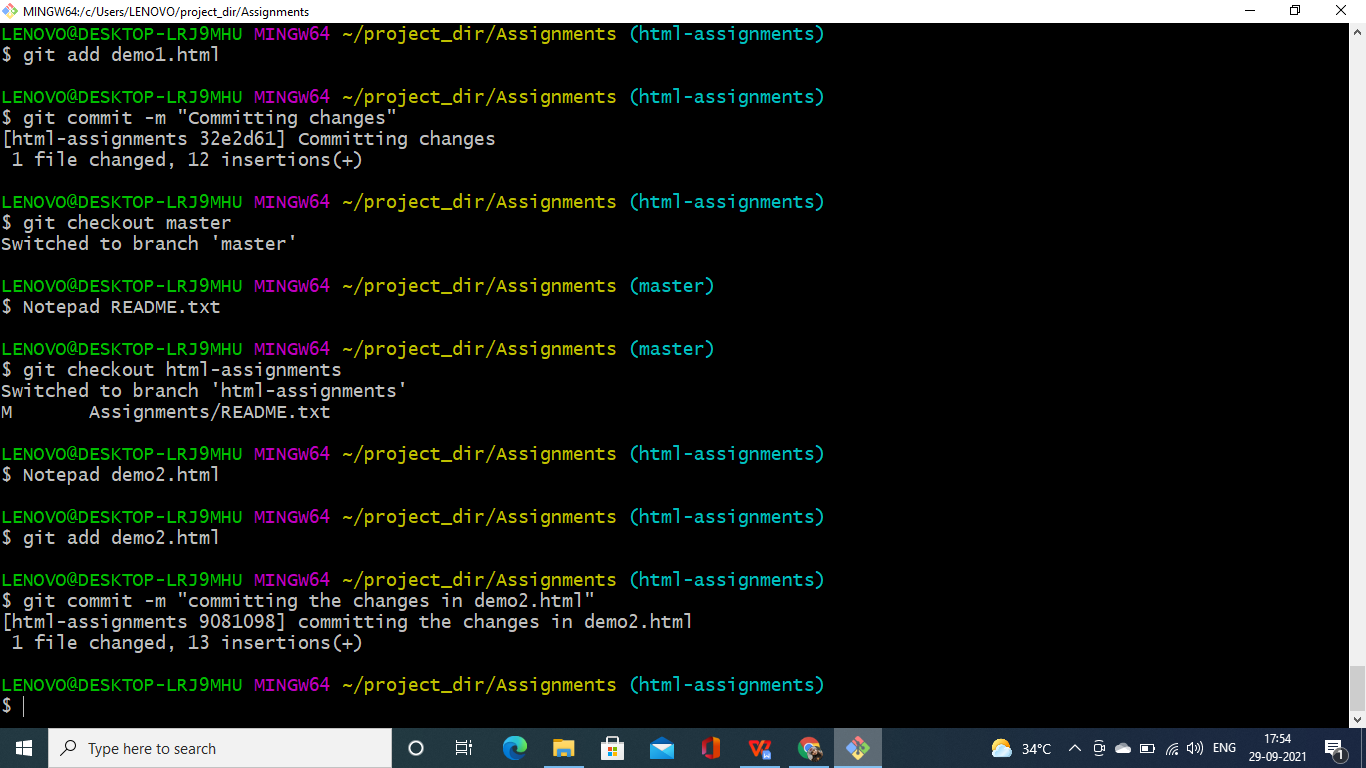 MINGW64:/c/Users/LENOVO/project_dir/Assignments
LENOVO@DESKTOP-LRJ9MHU MINGW64 ~/project_dir/Assignments (html-assignments)
$ git add demo1.html
LENOVO@DESKTOP-LRJ9MHU MINGW64 ~/project_dir/Assignments (html-assignments)
$ git commit -m "Committing changes"
[html-assignments 32e2d61] Committing changes
 1 file changed, 12 insertions(+)
LENOVO@DESKTOP-LRJ9MHU MINGW64 ~/project_dir/Assignments (html-assignments)
$ git checkout master
Switched to branch 'master'
LENOVO@DESKTOP-LRJ9MHU MINGW64 ~/project_dir/Assignments (master)
$ Notepad README.txt
LENOVO@DESKTOP-LRJ9MHU MINGW64 ~/project_dir/Assignments (master)
$ git checkout html-assignments
Switched to branch 'html-assignments'
M       Assignments/README.txt
LENOVO@DESKTOP-LRJ9MHU MINGW64 ~/project_dir/Assignments (html-assignments)
$ Notepad demo2.html
LENOVO@DESKTOP-LRJ9MHU MINGW64 ~/project_dir/Assignments (html-assignments)
$ git add demo2.html
LENOVO@DESKTOP-LRJ9MHU MINGW64 ~/project_dir/Assignments (html-assignments)
$ git commit -m "committing the changes in demo2.html"
[html-assignments 9081098] committing the changes in demo2.html
 1 file changed, 13 insertions(+)
LENOVO@DESKTOP-LRJ9MHU MINGW64 ~/project_dir/Assignments (html-assignments)
$
Type here to search
34°C
ENG
17:54
29-09-2021
1